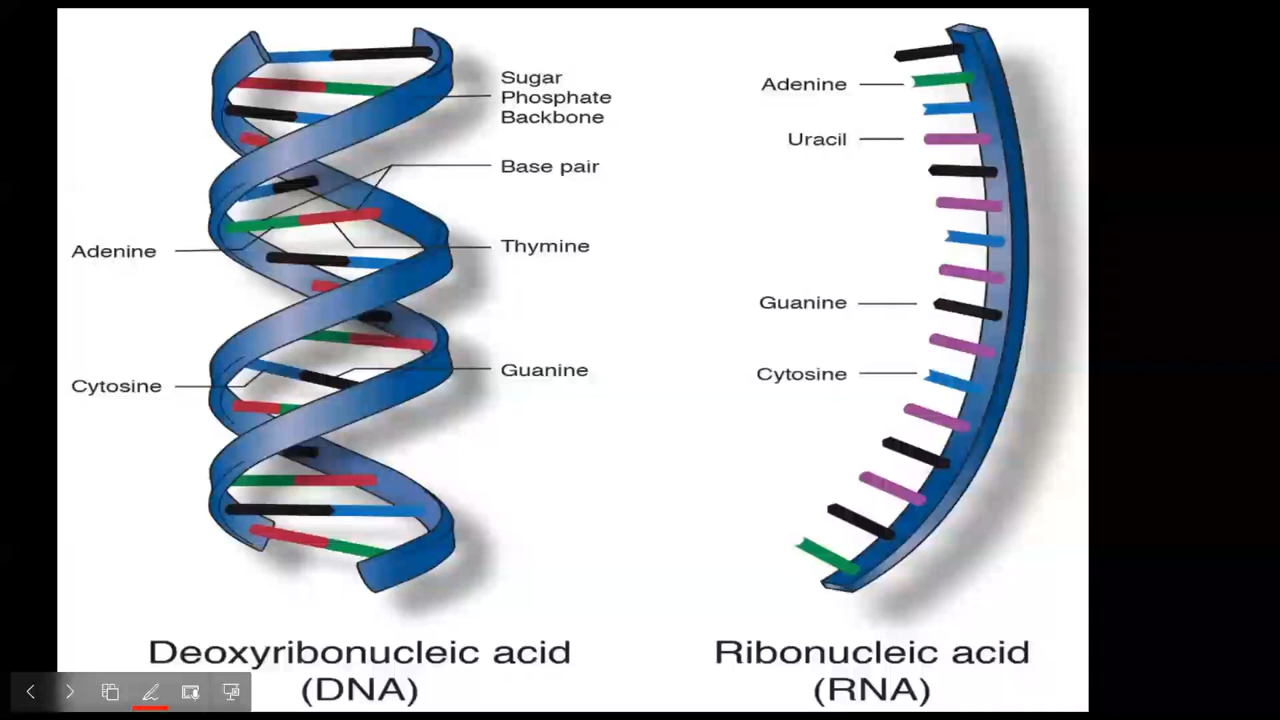 Sugar
Phosphate
Backbone
Base pair
Adenine
Thymine
Cytosine
Guanine
Deoxyribonucleic acid
(DNA)
Adenine
Uracil
Guanine
Cytosine
Ribonucleic acid
(RNA)